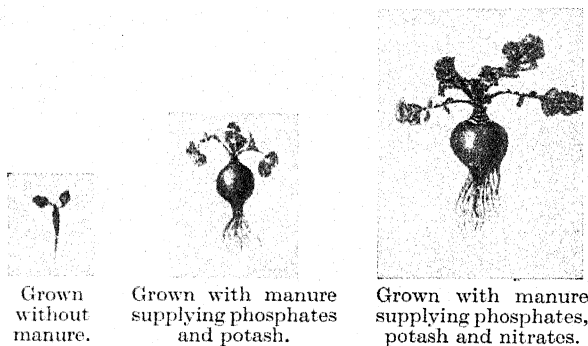 Grown
without
manure.
Grown with manure
supplying phosphates
and potash.
Grown with manure
supplying phosphates,
potash and nitrates.